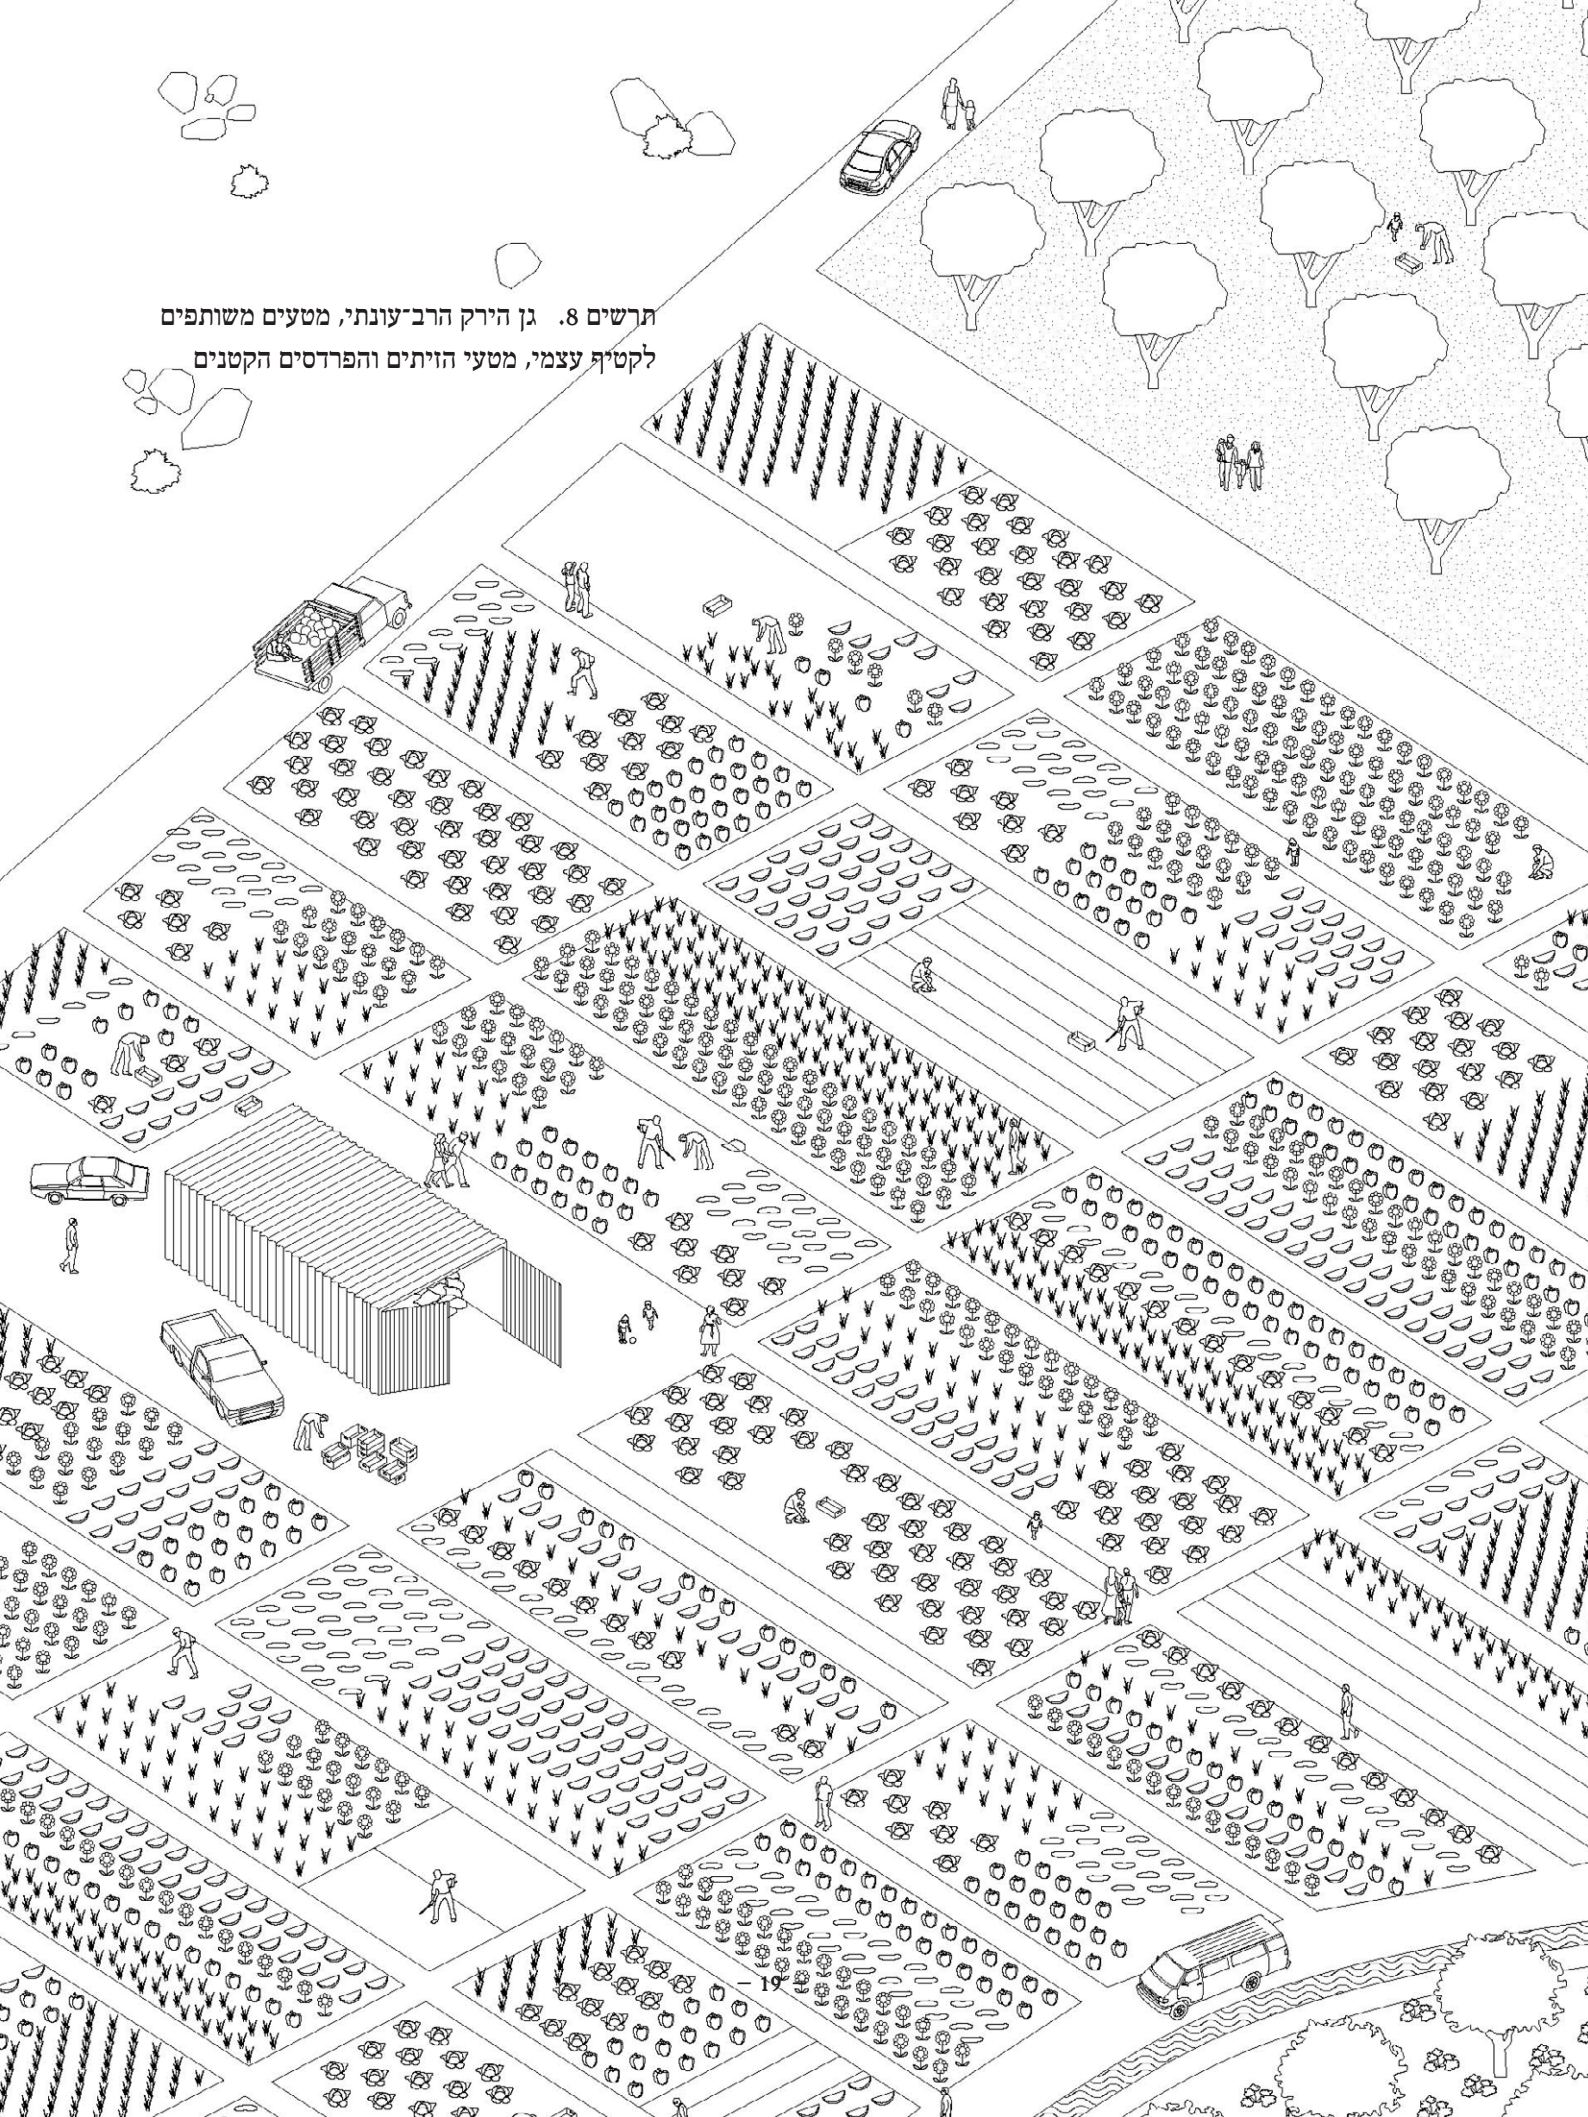 תרשים 8. גן הירק הרב־עונתי, מטעים משותפים
לקטיף עצמי, מטעי הזיתים והפרדסים הקטנים
– 19 –